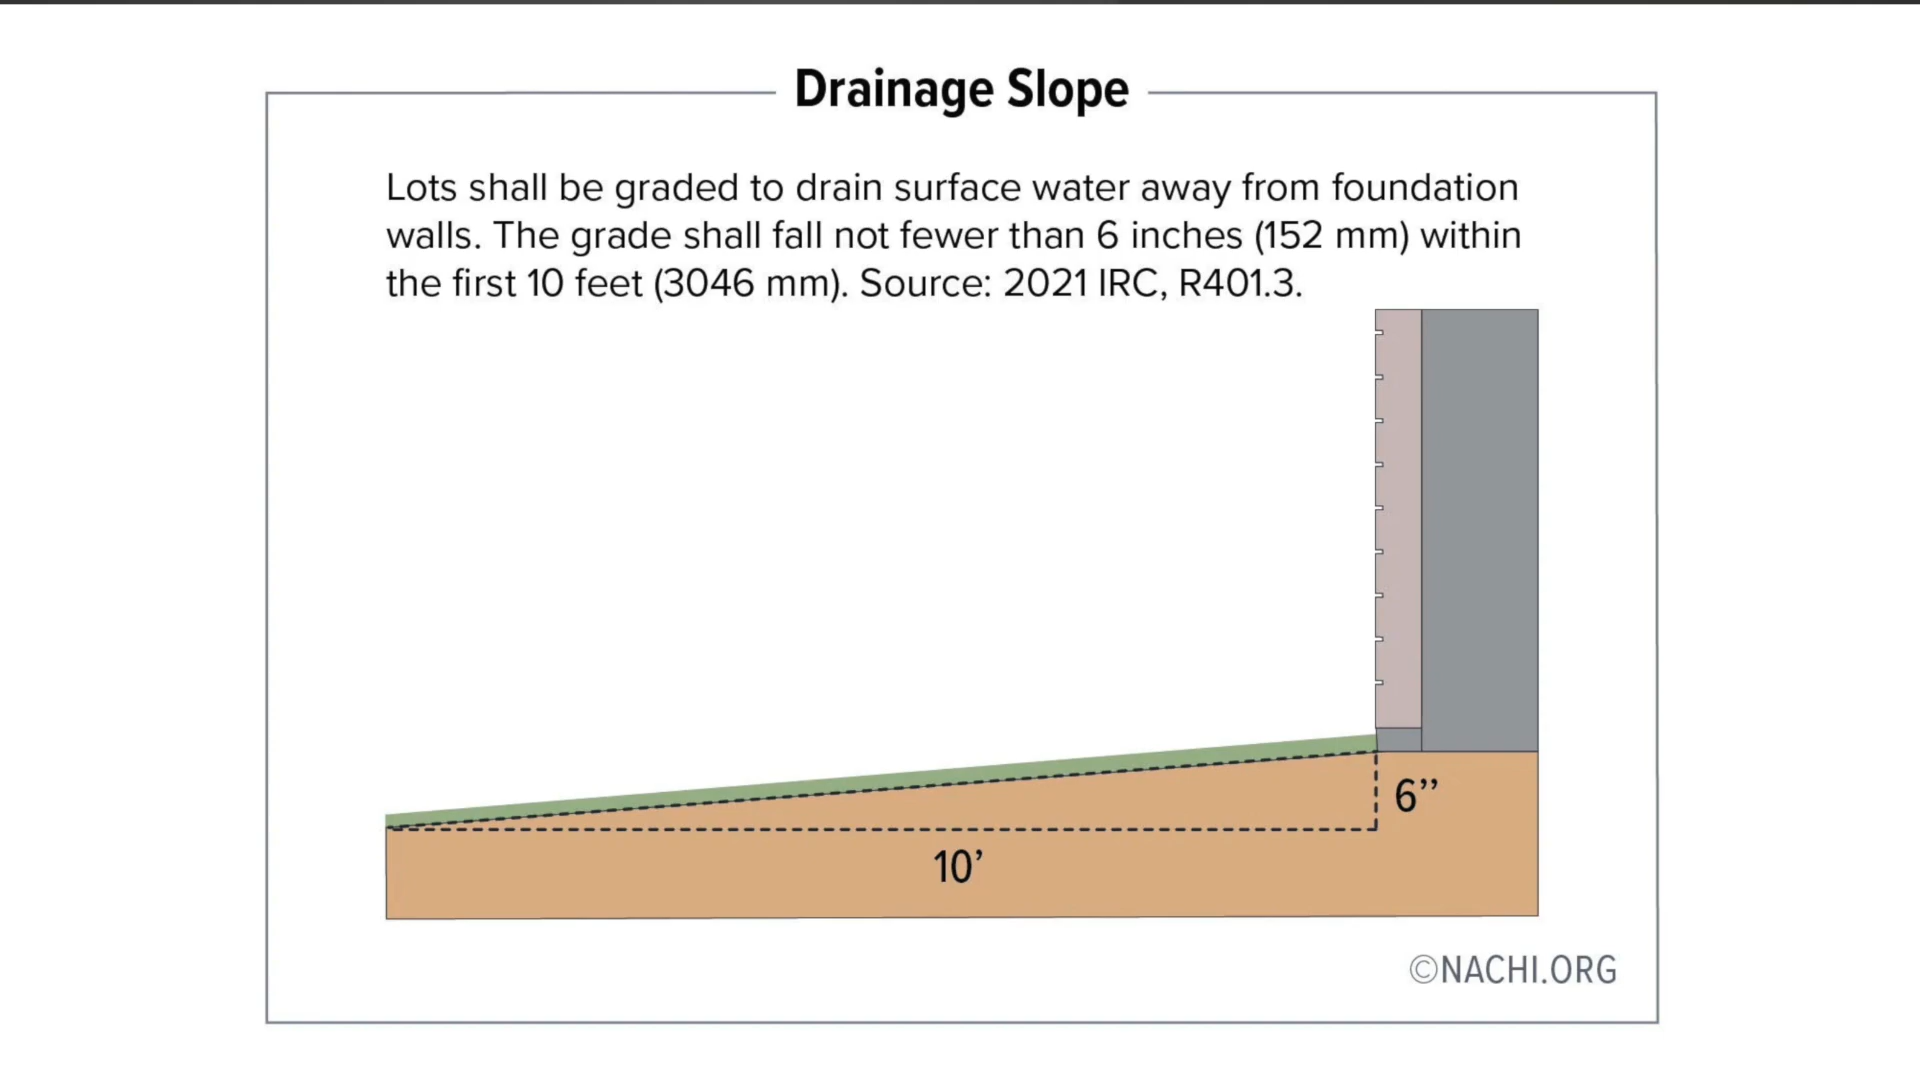 Drainage Slope
Lots shall be graded to drain surface water away from foundation
walls. The grade shall fall not fewer than 6 inches (152 mm) within
the first 10 feet (3046 mm). Source: 2021 IRC, R401.3.
6’’
10’
©NACHI.ORG